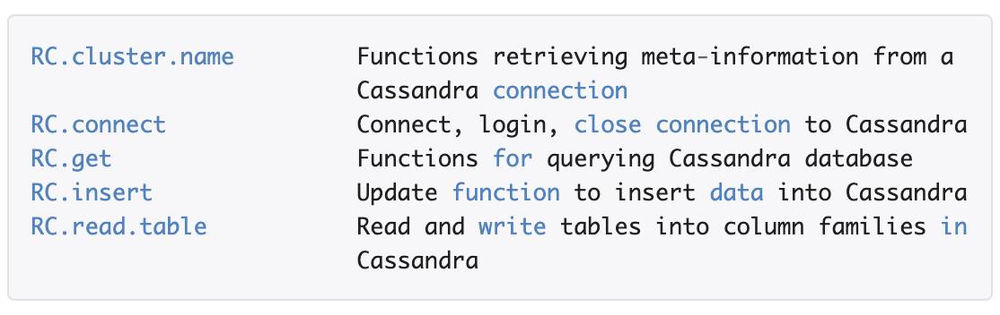 RC.cluster.name Functions retrieving meta-information from a
Cassandra connection
RC.connect Connect, login, close connection to Cassandra
RC.get Functions for querying Cassandra database
RC.insert Update function to insert data into Cassandra
RC.read.table Read and write tables into column families in
Cassandra